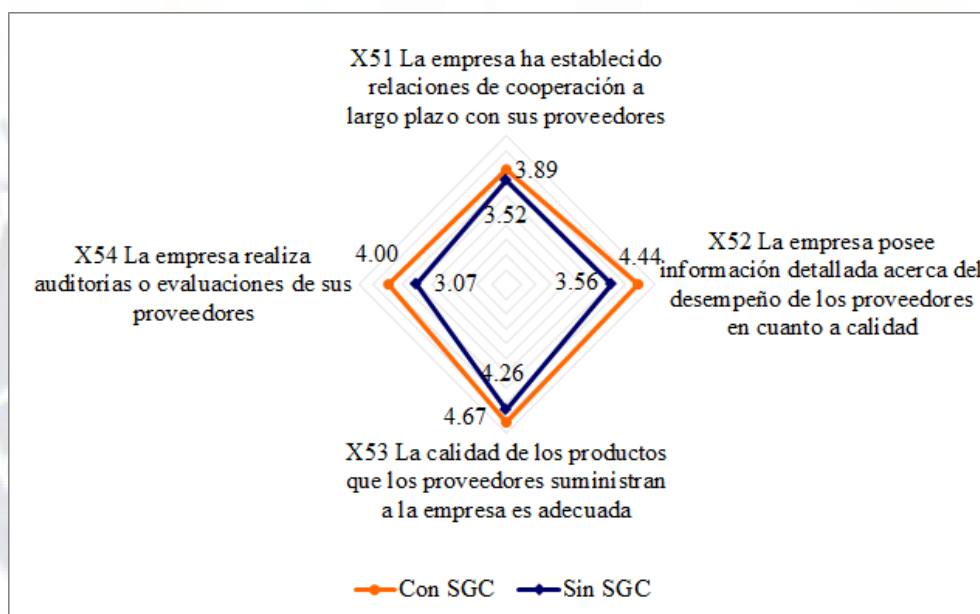 X51 La empresa ha establecido
relaciones de cooperación a
largo plazo con sus proveedores
3.89
3.52
X54 La empresa realiza
auditorias o evaluaciones de sus
proveedores
4.00
3.07
3.56
4.44
X52 La empresa posee
información detallada acerca del
desempeño de los proveedores
en cuanto a calidad
4.26
4.67
X53 La calidad de los productos
que los proveedores suministran
a la empresa es adecuada
Con SGC
Sin SGC